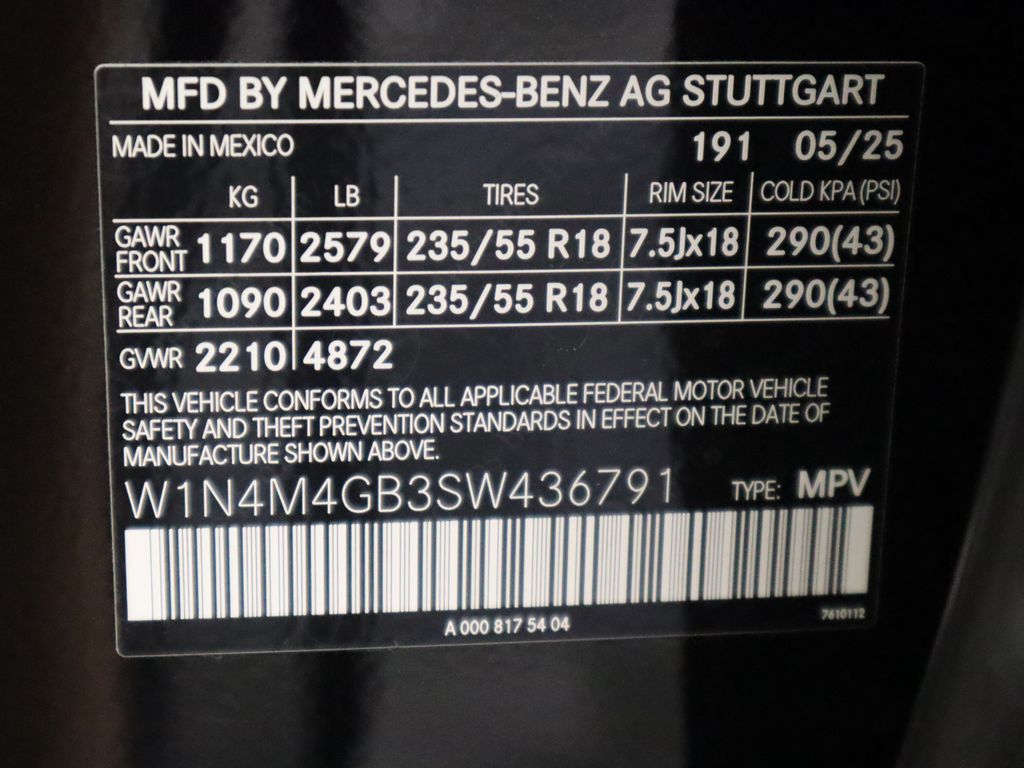 MFD BY MERCEDES-BENZ AG STUTTGART
MADE IN MEXICO 191 05/25
KG LB TIRES RIM SIZE COLD KPA (PSI)
GAWR FRONT 1170 2579 235/55 R18 7.5Jx18 290(43)
GAWR REAR 1090 2403 235/55 R18 7.5Jx18 290(43)
GVWR 2210 4872
THIS VEHICLE CONFORMS TO ALL APPLICABLE FEDERAL MOTOR VEHICLE
SAFETY AND THEFT PREVENTION STANDARDS IN EFFECT ON THE DATE OF
MANUFACTURE SHOWN ABOVE.
W1N4M4GB3SW436791 TYPE: MPV
A 000 817 54 04 7610112